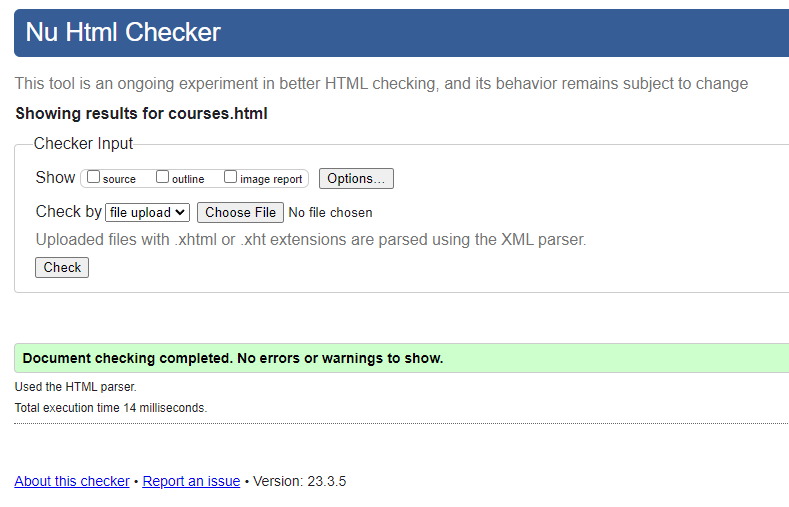 Nu Html Checker
This tool is an ongoing experiment in better HTML checking, and its behavior remains subject to change
Showing results for courses.html
Checker Input
Show source outline image report Options...
Check by file upload Choose File No file chosen
Uploaded files with .xhtml or .xht extensions are parsed using the XML parser.
Check
Document checking completed. No errors or warnings to show.
Used the HTML parser.
Total execution time 14 milliseconds.
About this checker • Report an issue • Version: 23.3.5